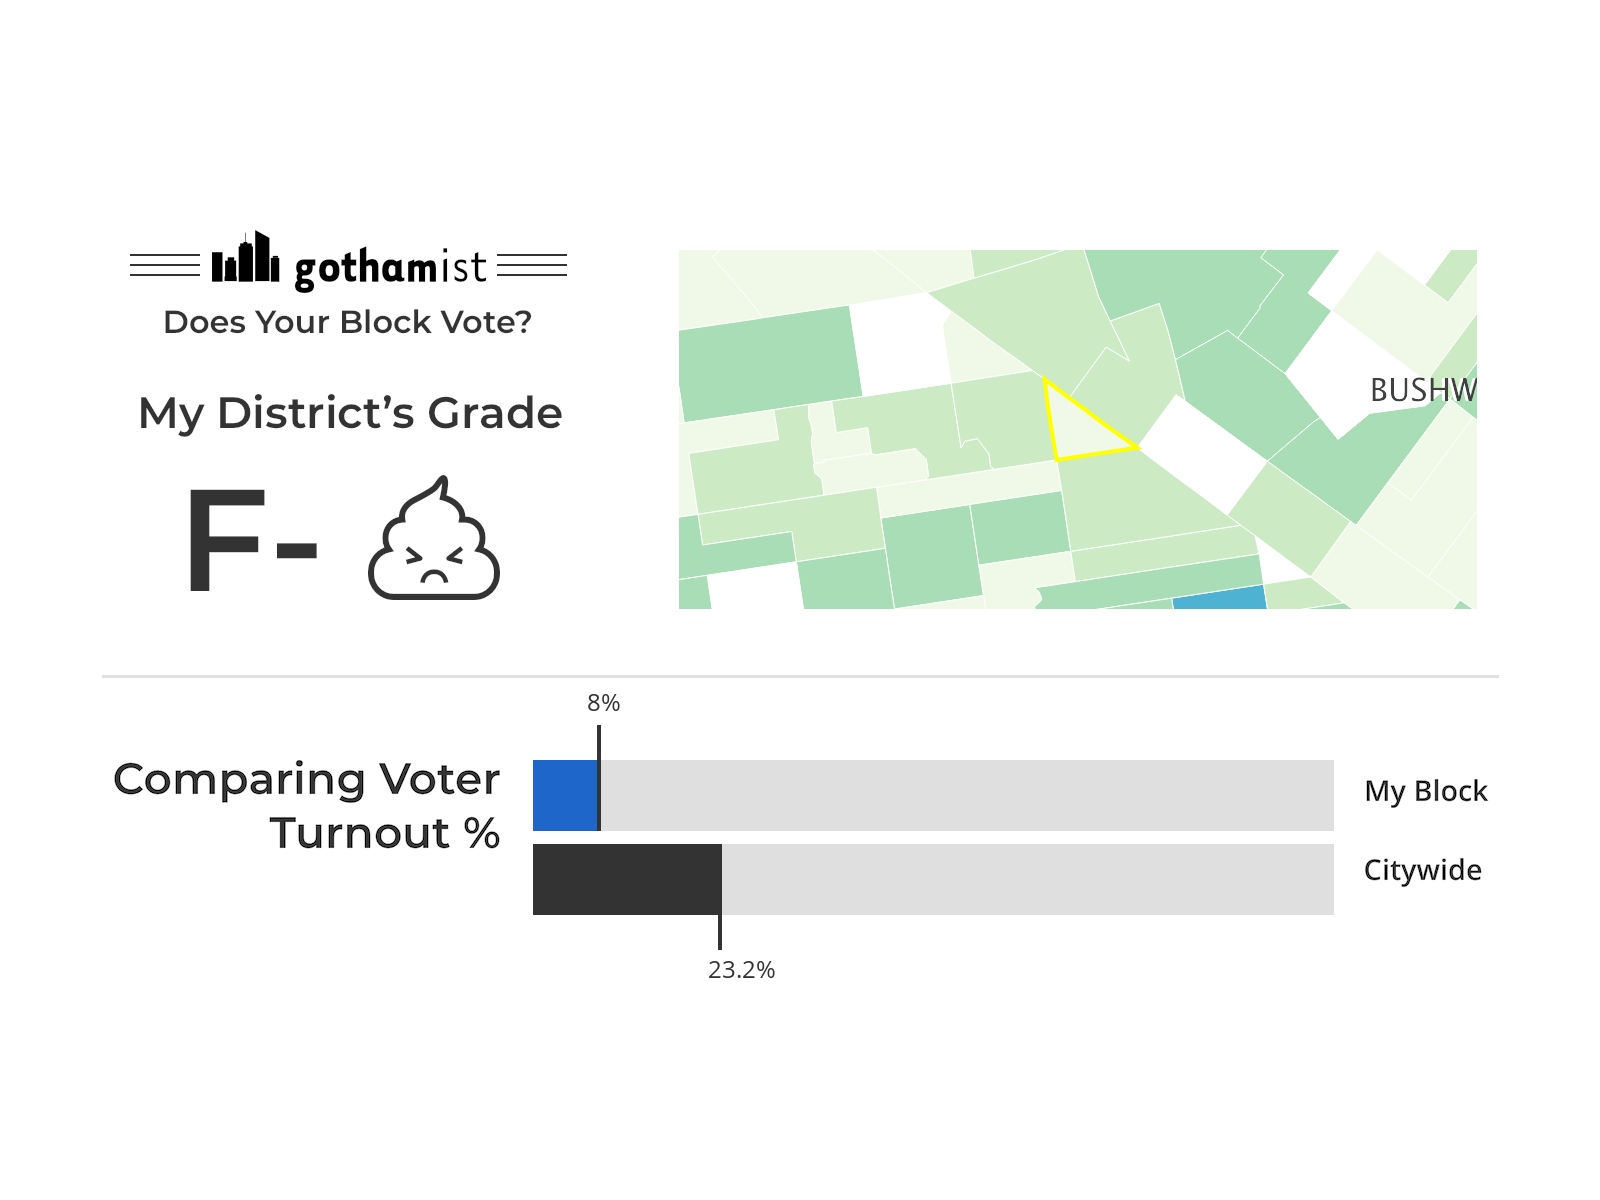 gothamist
Does Your Block Vote?
My District’s Grade
F-
BUSHW
8%
Comparing Voter
Turnout %
My Block
Citywide
23.2%